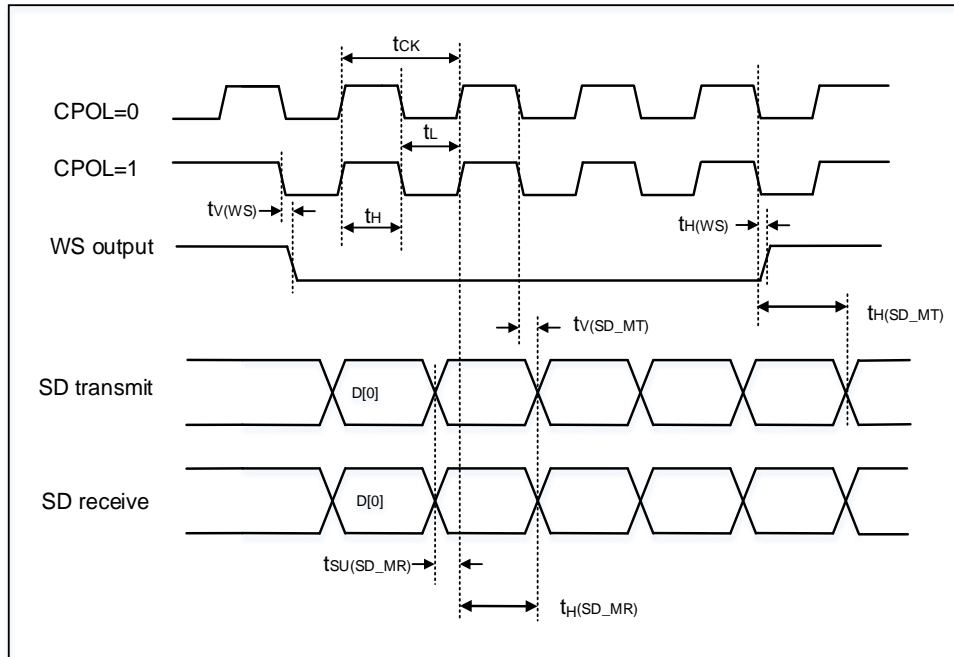 tCK
CPOL=0
tL
CPOL=1
tV(WS)
tH
tH(WS)
WS output
tV(SD_MT)
tH(SD_MT)
SD transmit
D[0]
SD receive
D[0]
tSU(SD_MR)
tH(SD_MR)